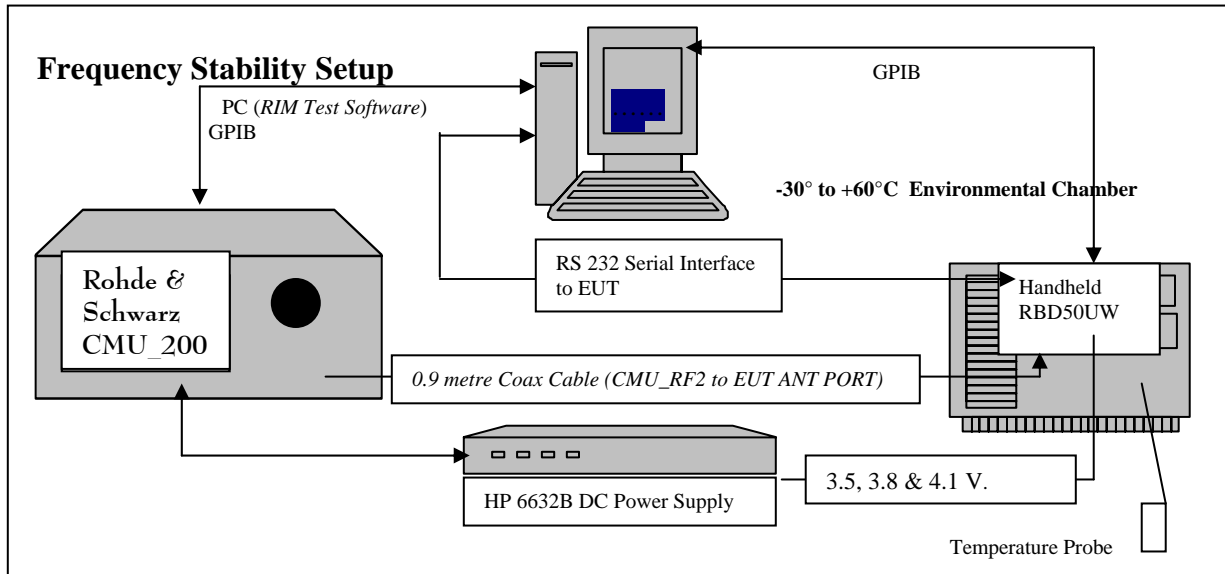 Frequency Stability Setup
GPIB
PC (RIM Test Software)
GPIB
-30° to +60°C  Environmental Chamber
RS 232 Serial Interface
to EUT
Handheld
RBD50UW
Rohde &
Schwarz
CMU_200
0.9 metre Coax Cable (CMU_RF2 to EUT ANT PORT)
3.5, 3.8 & 4.1 V.
HP 6632B DC Power Supply
Temperature Probe